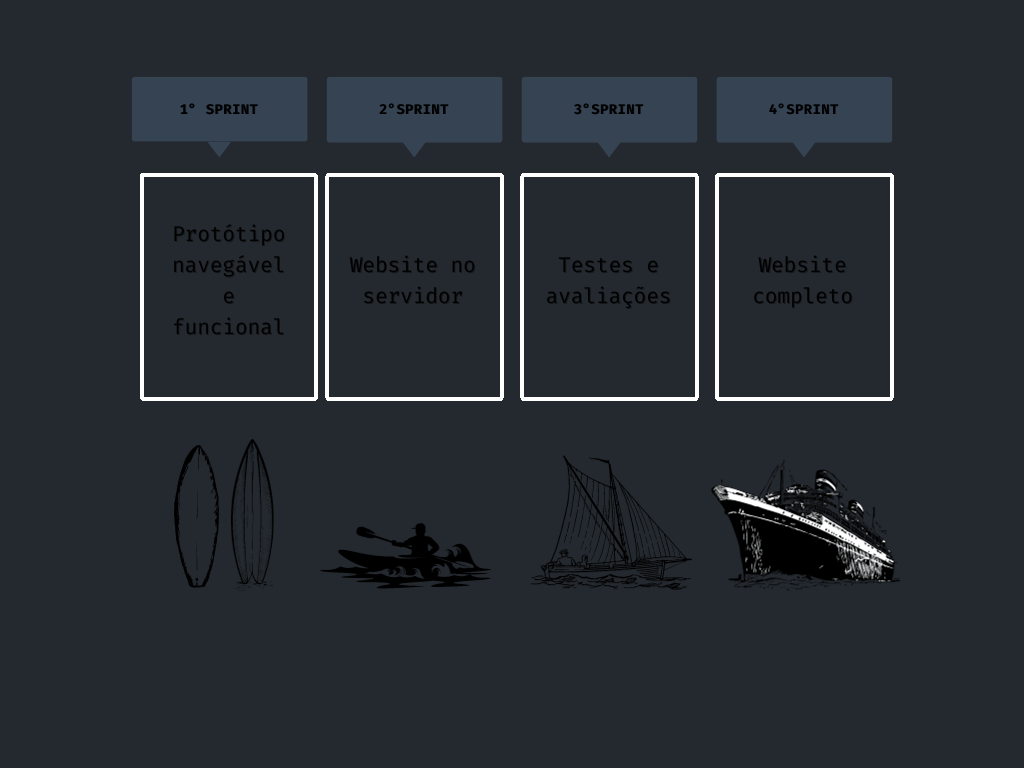 1° SPRINT
2°SPRINT
3°SPRINT
4°SPRINT
Protótipo
navegável
e
funcional
Website no
servidor
Testes e
avaliações
Website
completo